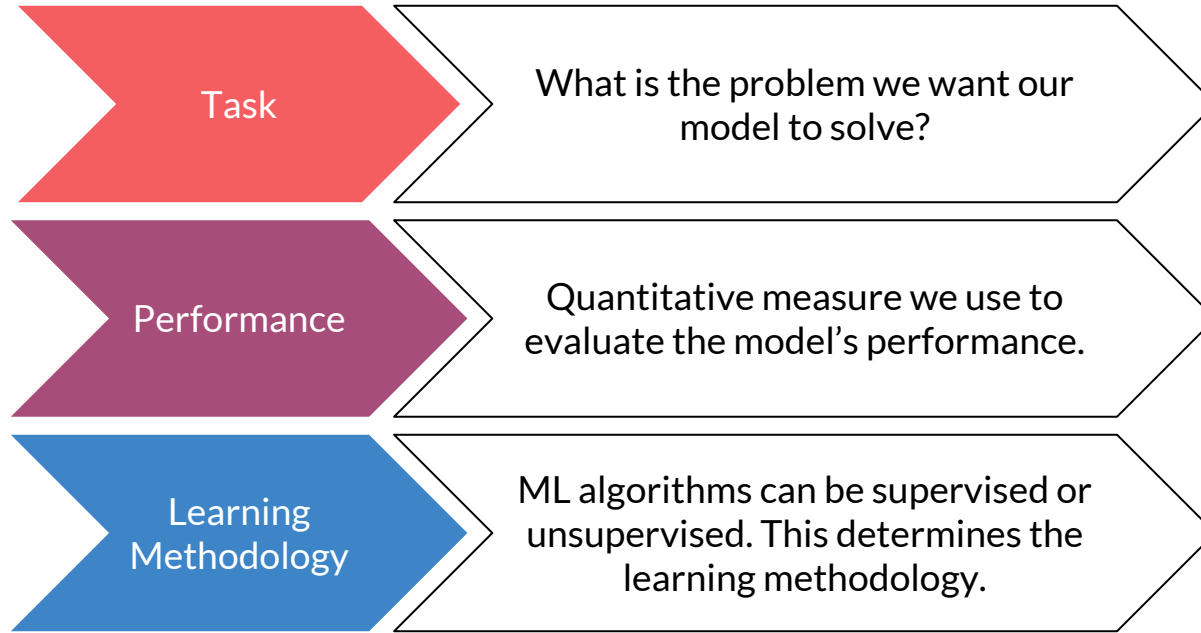 Task
What is the problem we want our
model to solve?
Performance
Quantitative measure we use to
evaluate the model’s performance.
Learning
Methodology
ML algorithms can be supervised or
unsupervised. This determines the
learning methodology.